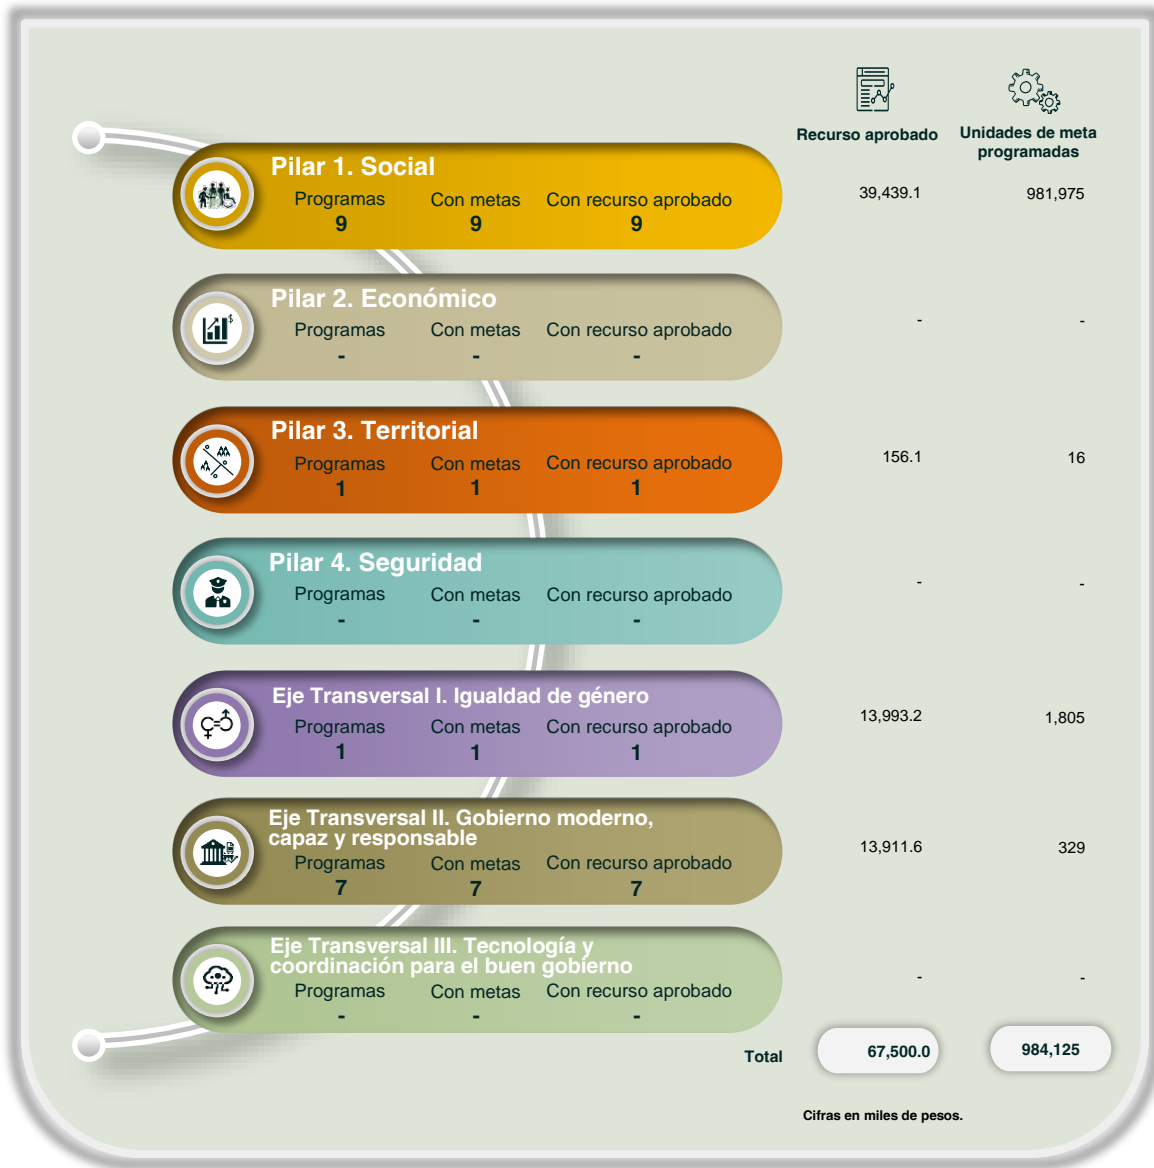 Recurso aprobado
Unidades de meta
programadas
Pilar 1. Social
Programas Con metas Con recurso aprobado
9 9 9
39,439.1 981,975
Pilar 2. Económico
Programas Con metas Con recurso aprobado
- - -
- -
Pilar 3. Territorial
Programas Con metas Con recurso aprobado
1 1 1
156.1 16
Pilar 4. Seguridad
Programas Con metas Con recurso aprobado
- - -
- -
Eje Transversal I. Igualdad de género
Programas Con metas Con recurso aprobado
1 1 1
13,993.2 1,805
Eje Transversal II. Gobierno moderno,
capaz y responsable
Programas Con metas Con recurso aprobado
7 7 7
13,911.6 329
Eje Transversal III. Tecnología y
coordinación para el buen gobierno
Programas Con metas Con recurso aprobado
- - -
- -
Total 67,500.0 984,125
Cifras en miles de pesos.